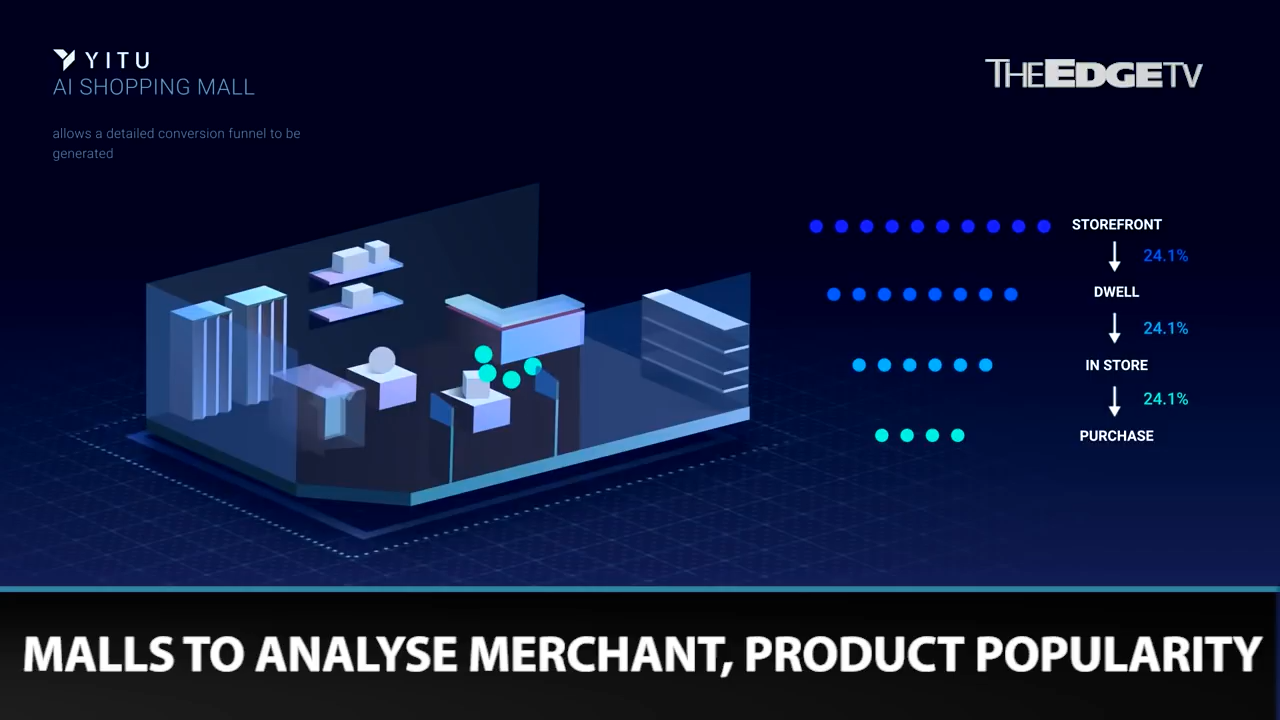 YITU
AI SHOPPING MALL
allows a detailed conversion funnel to be
generated
THEEDGETV
STOREFRONT
24.1%
DWELL
24.1%
IN STORE
24.1%
PURCHASE
MALLS TO ANALYSE MERCHANT, PRODUCT POPULARITY